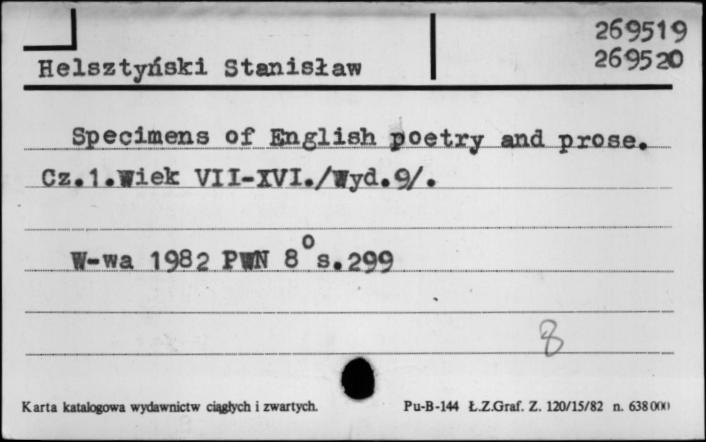 269519
Helsztyński Stanisław 269520
Specimens of English poetry and prose.
Cz.1.Wiek VII-XVI./Wyd.9/.
W-wa 1982 PWN 8° s.299
8
Karta katalogowa wydawnictw ciągłych i zwartych. Pu-B-144 Ł.Z.Graf. Z. 120/15/82 n. 638000